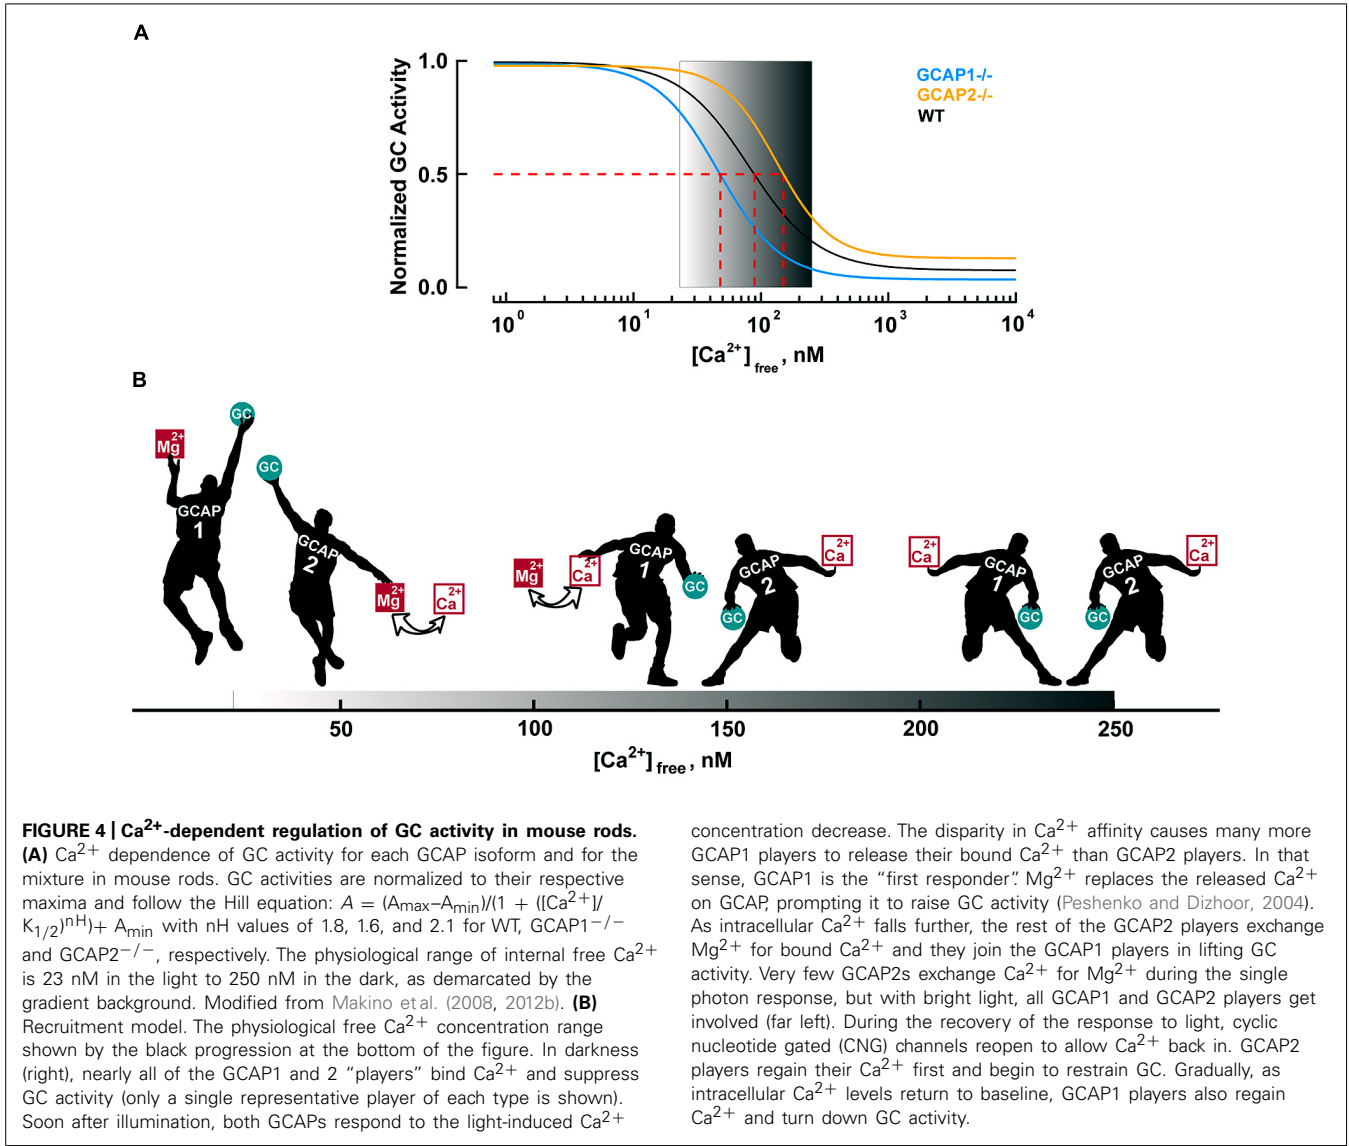 A
1.0
0.5
0.0
Normalized GC Activity
GCAP1-/-
GCAP2-/-
WT
10⁰ 10¹ 10² 10³ 10⁴
[Ca²⁺]free, nM
B
GC
Mg²⁺
GCAP 1
GC
GCAP 2
Mg²⁺
Ca²⁺
Mg²⁺
Ca²⁺
GCAP 1
GC
GCAP 2
GC
Ca²⁺
Ca²⁺
GCAP 1
GC
GCAP 2
GC
Ca²⁺
50 100 150 200 250
[Ca²⁺]free, nM
FIGURE 4 | Ca²⁺-dependent regulation of GC activity in mouse rods.
(A) Ca²⁺ dependence of GC activity for each GCAP isoform and for the
mixture in mouse rods. GC activities are normalized to their respective
maxima and follow the Hill equation: A = (Amax–Amin)/(1 + ([Ca²⁺]/
K1/2)nH)+ Amin with nH values of 1.8, 1.6, and 2.1 for WT, GCAP1−/−
and GCAP2−/−, respectively. The physiological range of internal free Ca²⁺
is 23 nM in the light to 250 nM in the dark, as demarcated by the
gradient background. Modified from Makino et al. (2008, 2012b). (B)
Recruitment model. The physiological free Ca²⁺ concentration range
shown by the black progression at the bottom of the figure. In darkness
(right), nearly all of the GCAP1 and 2 “players” bind Ca²⁺ and suppress
GC activity (only a single representative player of each type is shown).
Soon after illumination, both GCAPs respond to the light-induced Ca²⁺
concentration decrease. The disparity in Ca²⁺ affinity causes many more
GCAP1 players to release their bound Ca²⁺ than GCAP2 players. In that
sense, GCAP1 is the “first responder”. Mg²⁺ replaces the released Ca²⁺
on GCAP, prompting it to raise GC activity (Peshenko and Dizhoor, 2004).
As intracellular Ca²⁺ falls further, the rest of the GCAP2 players exchange
Mg²⁺ for bound Ca²⁺ and they join the GCAP1 players in lifting GC
activity. Very few GCAP2s exchange Ca²⁺ for Mg²⁺ during the single
photon response, but with bright light, all GCAP1 and GCAP2 players get
involved (far left). During the recovery of the response to light, cyclic
nucleotide gated (CNG) channels reopen to allow Ca²⁺ back in. GCAP2
players regain their Ca²⁺ first and begin to restrain GC. Gradually, as
intracellular Ca²⁺ levels return to baseline, GCAP1 players also regain
Ca²⁺ and turn down GC activity.